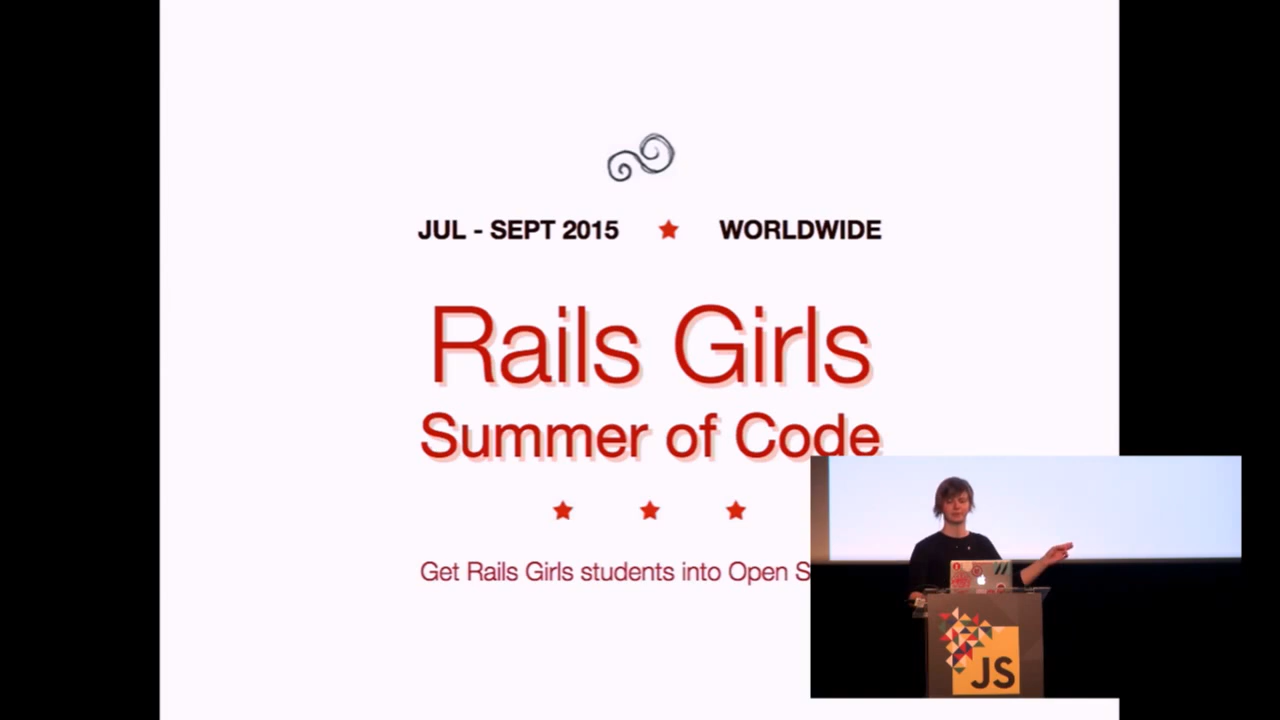 JUL - SEPT 2015 ★ WORLDWIDE
Rails Girls
Summer of Code
★ ★ ★
Get Rails Girls students into Open S
JS